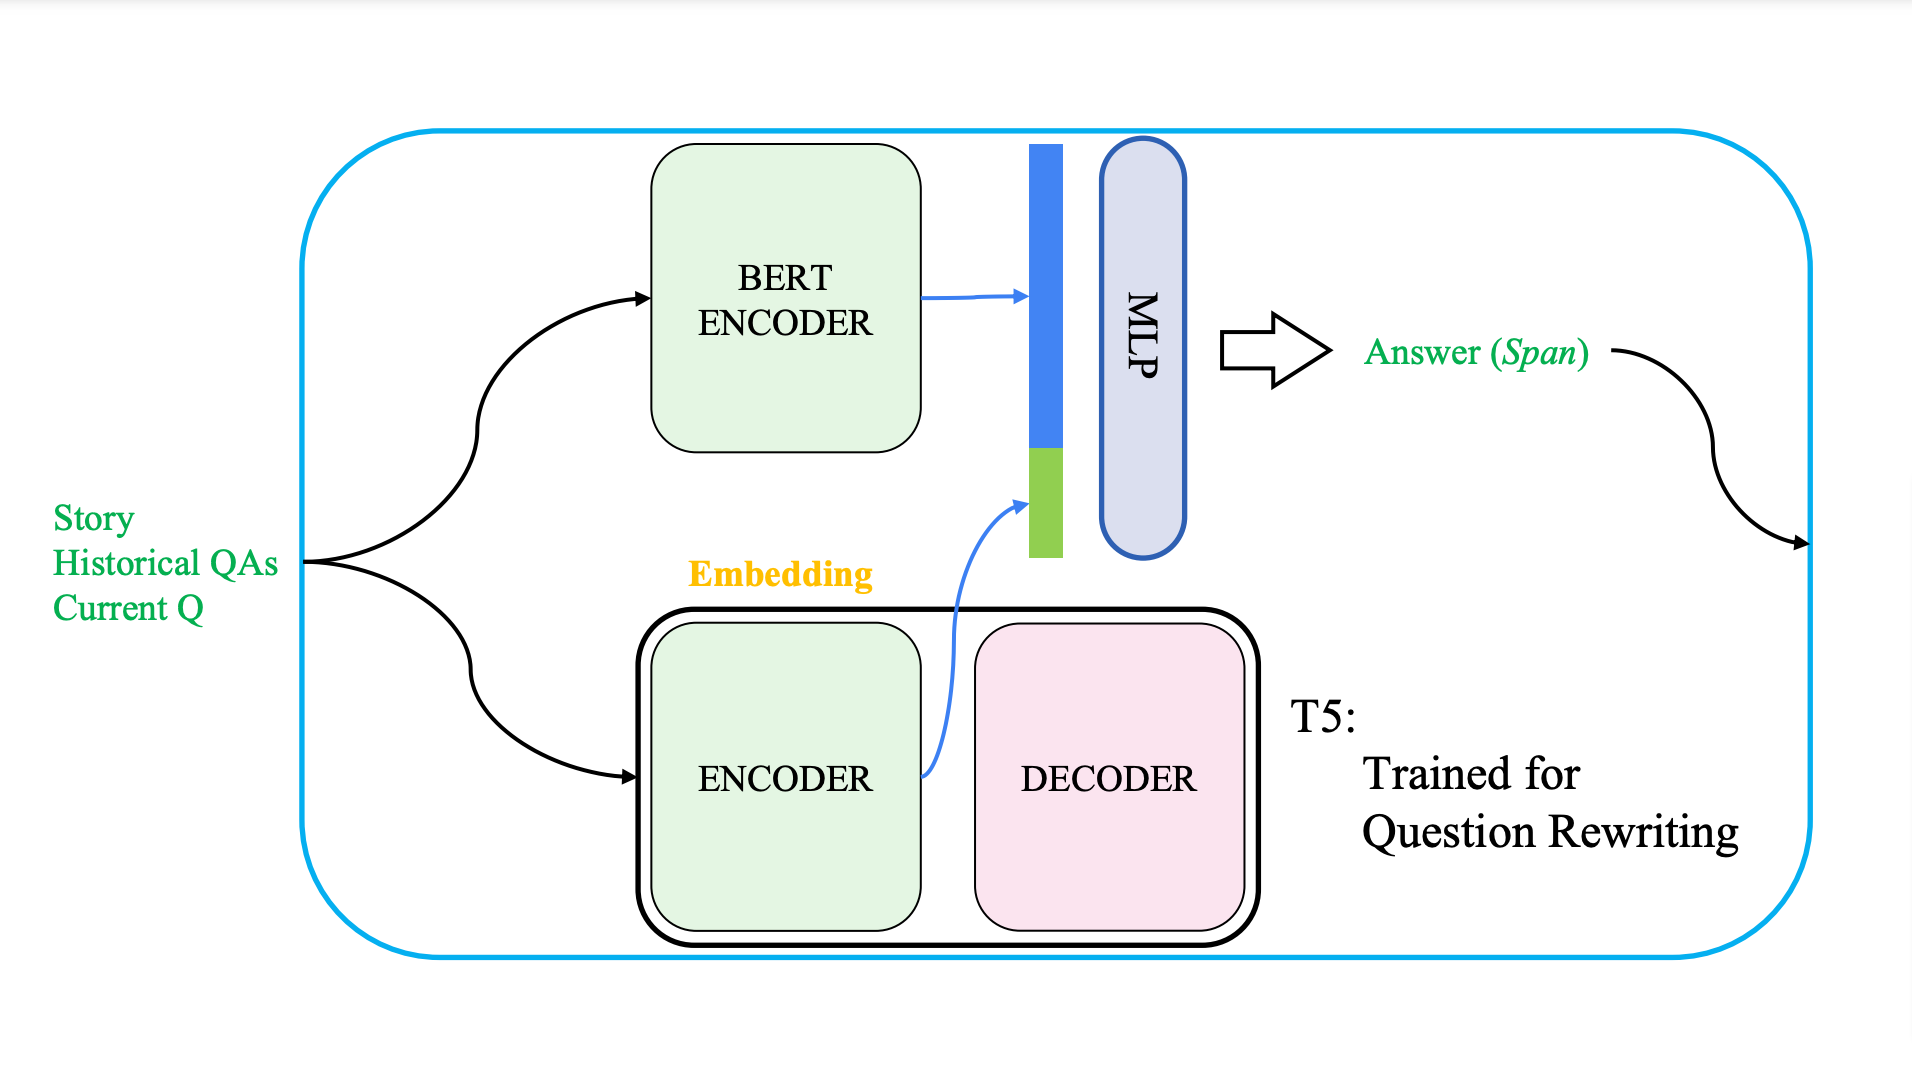 BERT
ENCODER
MLP
Answer (Span)
Story
Historical QAs
Current Q
Embedding
ENCODER
DECODER
T5:
Trained for
Question Rewriting